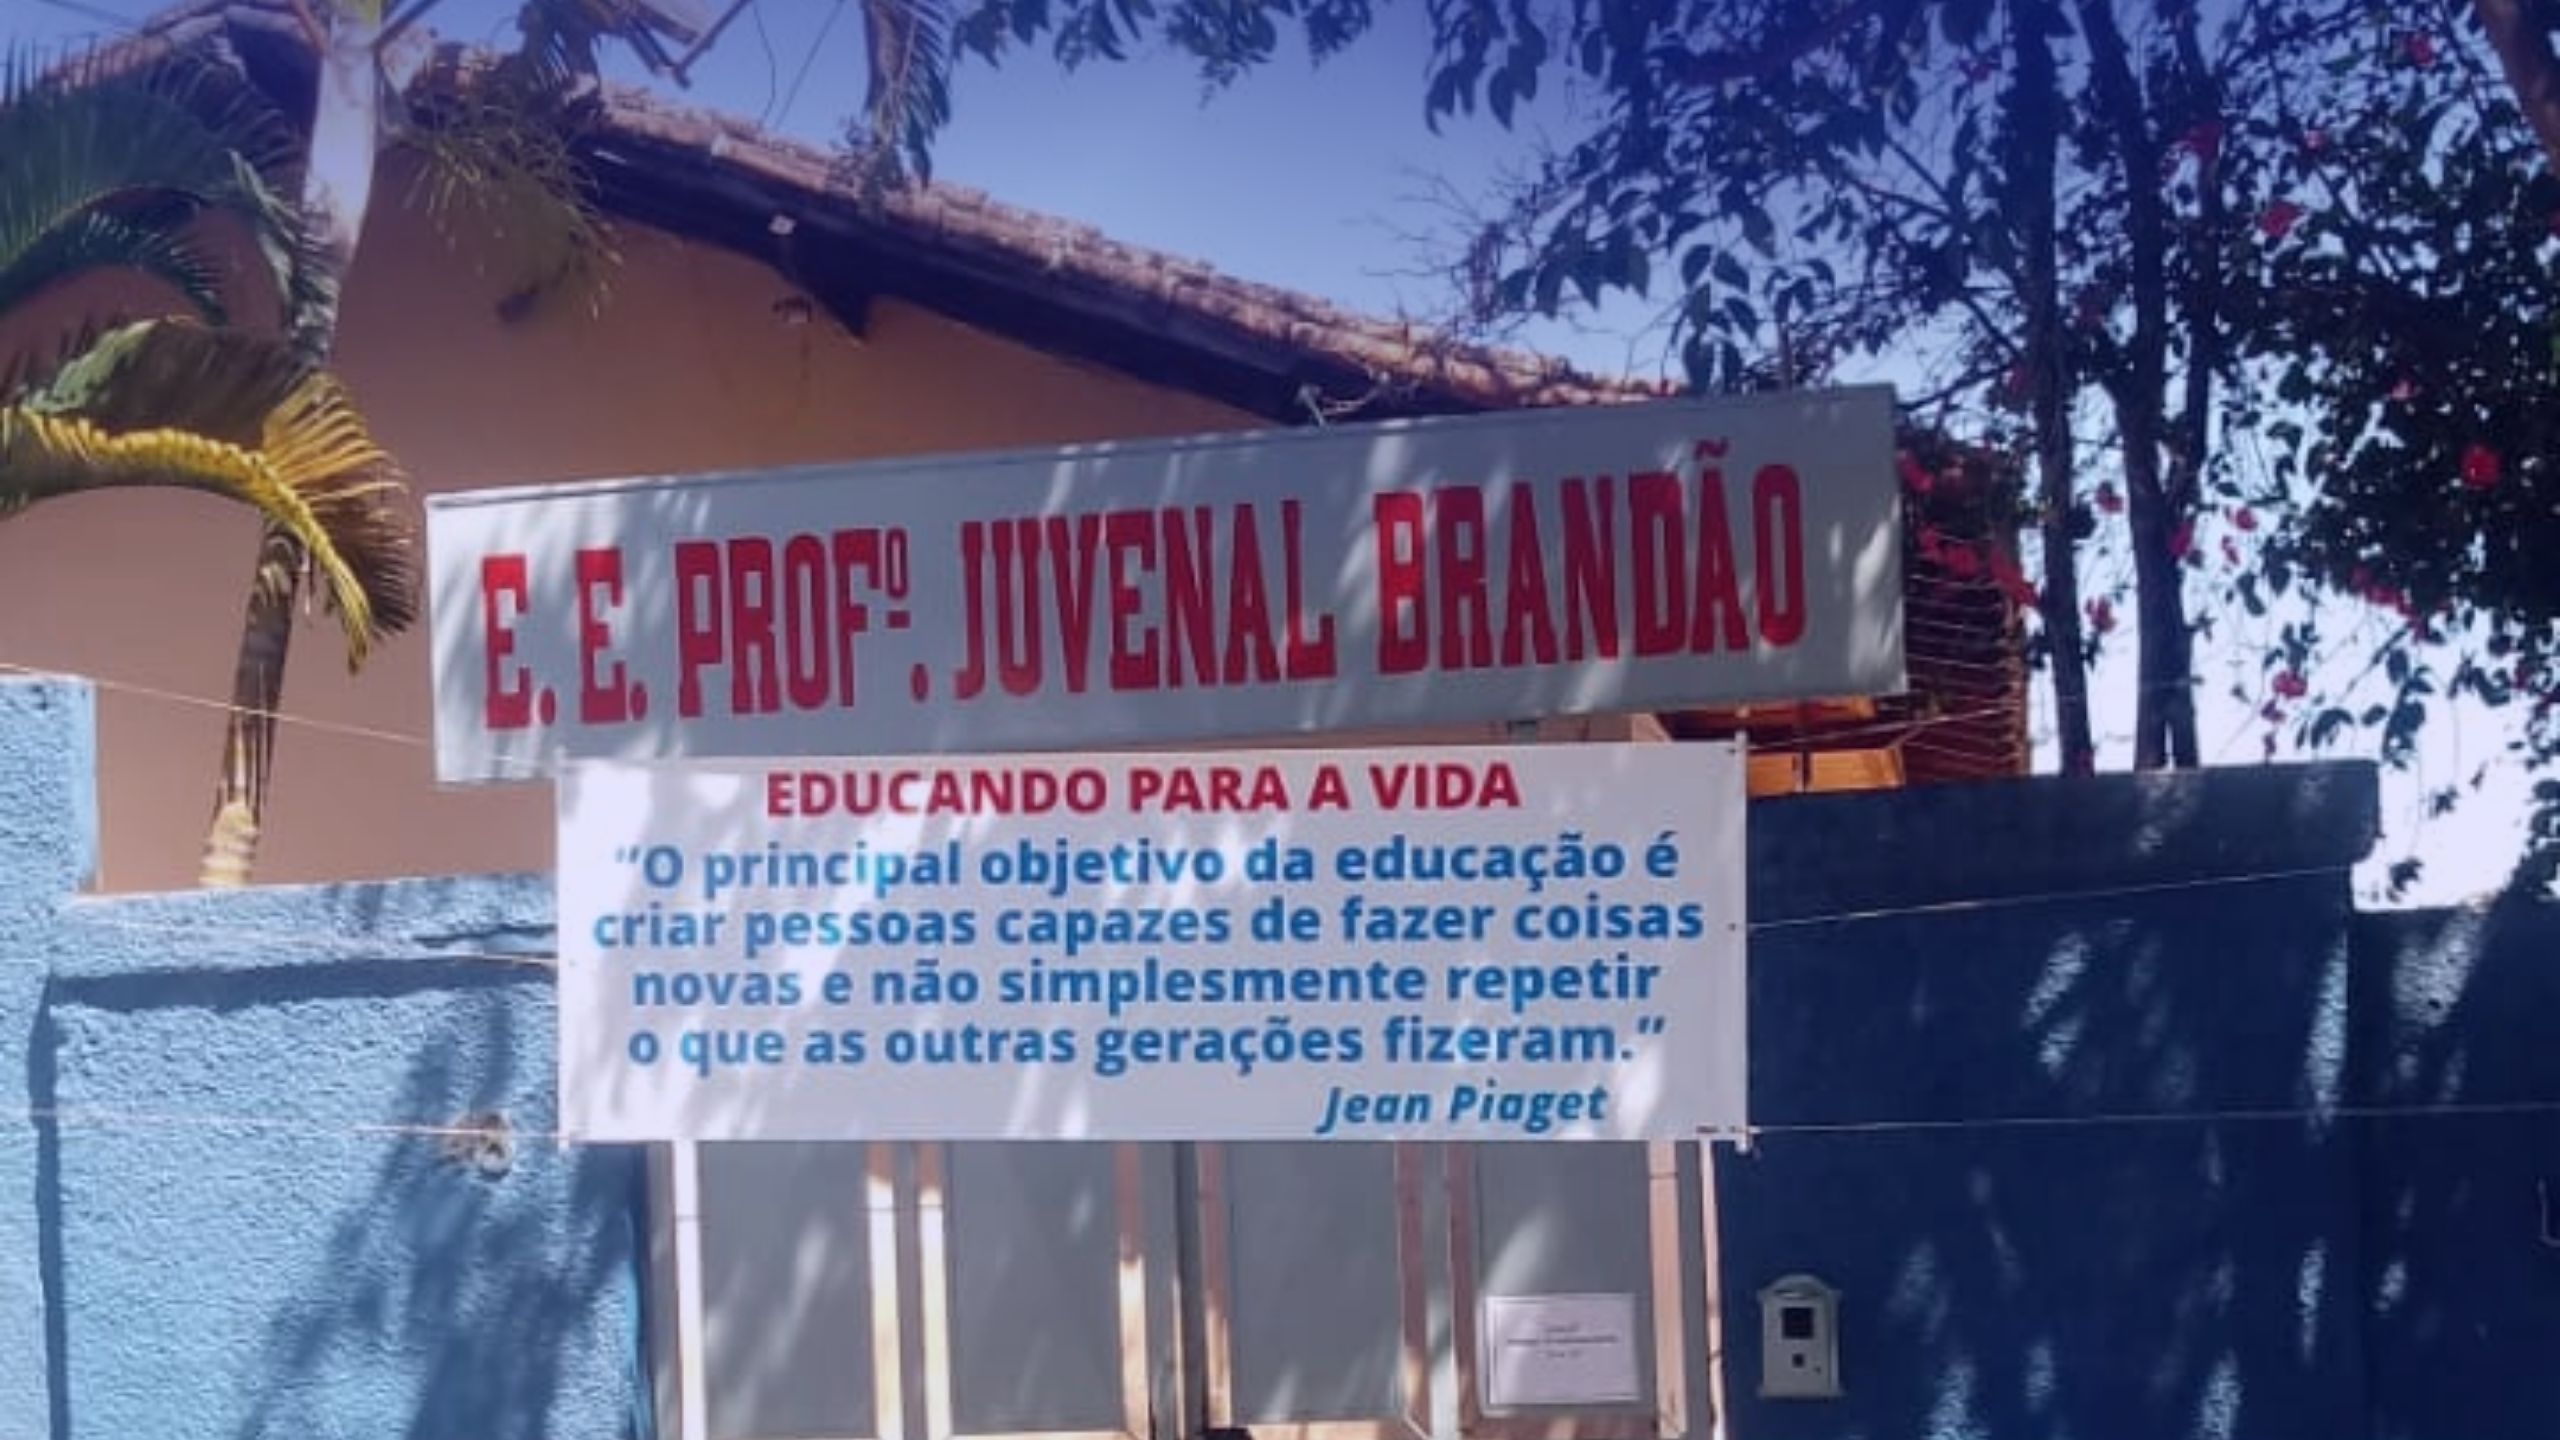 E. E. PROFº. JUVENAL BRANDÃO
EDUCANDO PARA A VIDA
“O principal objetivo da educação é
criar pessoas capazes de fazer coisas
novas e não simplesmente repetir
o que as outras gerações fizeram.”
Jean Piaget